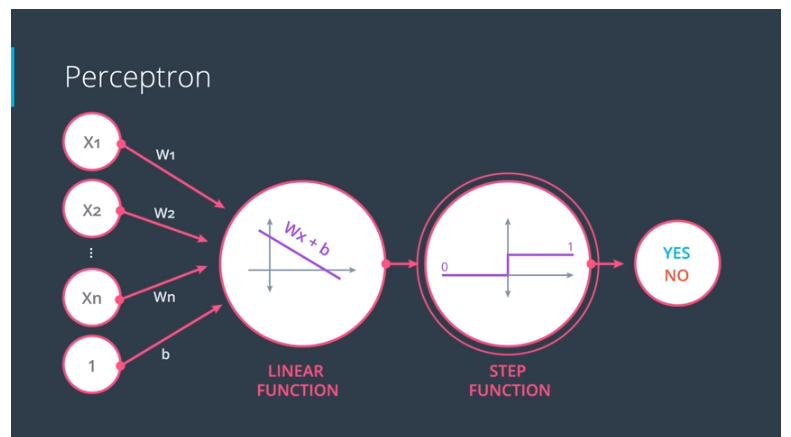 Perceptron
X1
W1
X2
W2
⋮
Xn
Wn
1
b
Wx + b
LINEAR
FUNCTION
0
1
STEP
FUNCTION
YES
NO